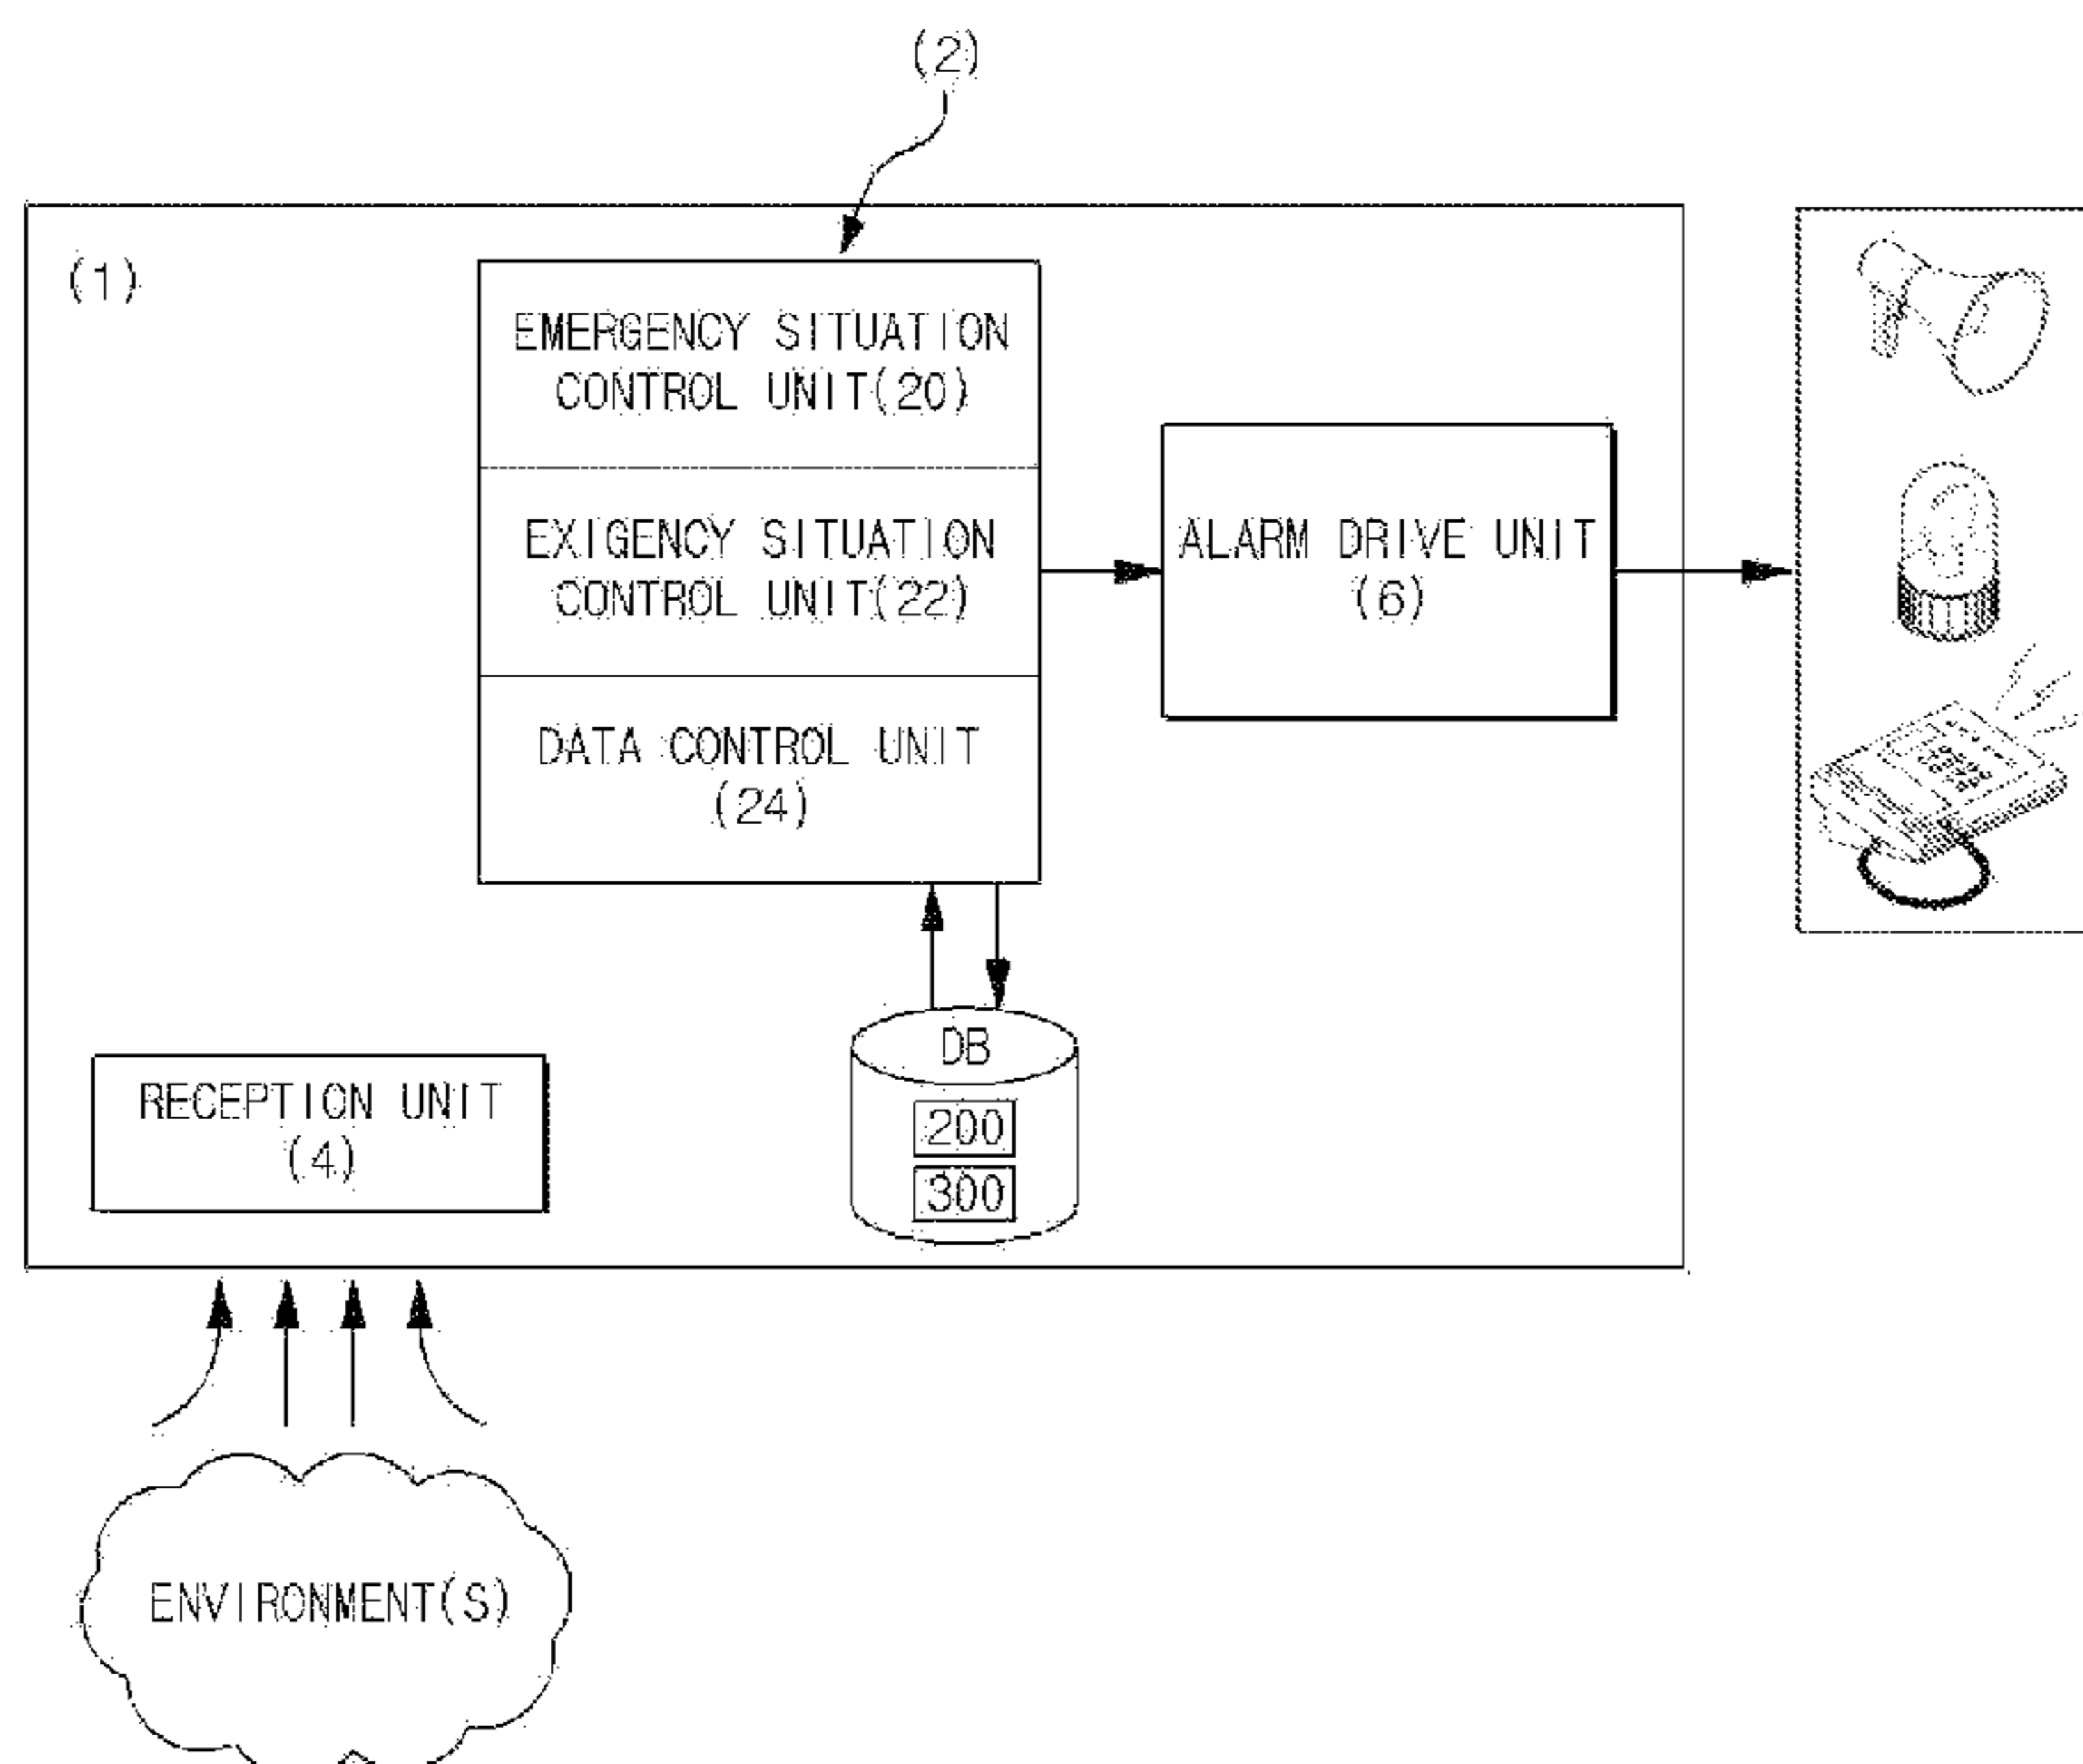 (2)
(1)
EMERGENCY SITUATION
CONTROL UNIT(20)
EXIGENCY SITUATION
CONTROL UNIT(22)
DATA CONTROL UNIT
(24)
ALARM DRIVE UNIT
(6)
DB
200
300
RECEPTION UNIT
(4)
ENVIRONMENT(S)